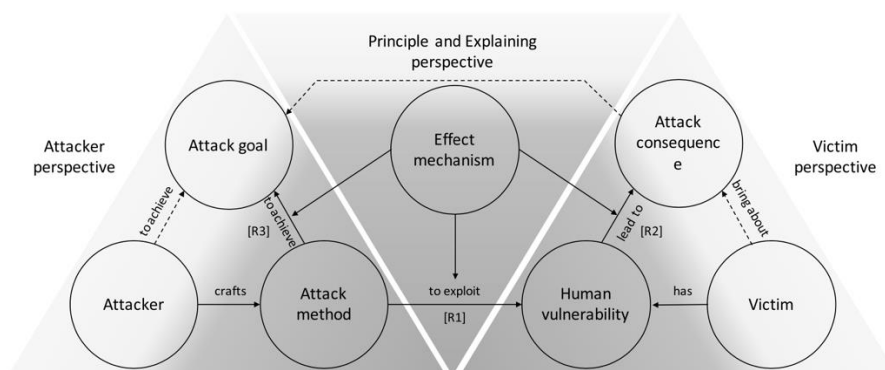 Principle and Explaining
perspective
Attacker
perspective
Attack goal
Effect
mechanism
Attack
consequenc
e
Victim
perspective
to achieve
to achieve
[R3]
lead to
[R2]
bring about
Attacker
crafts
Attack
method
to exploit
[R1]
Human
vulnerability
has
Victim